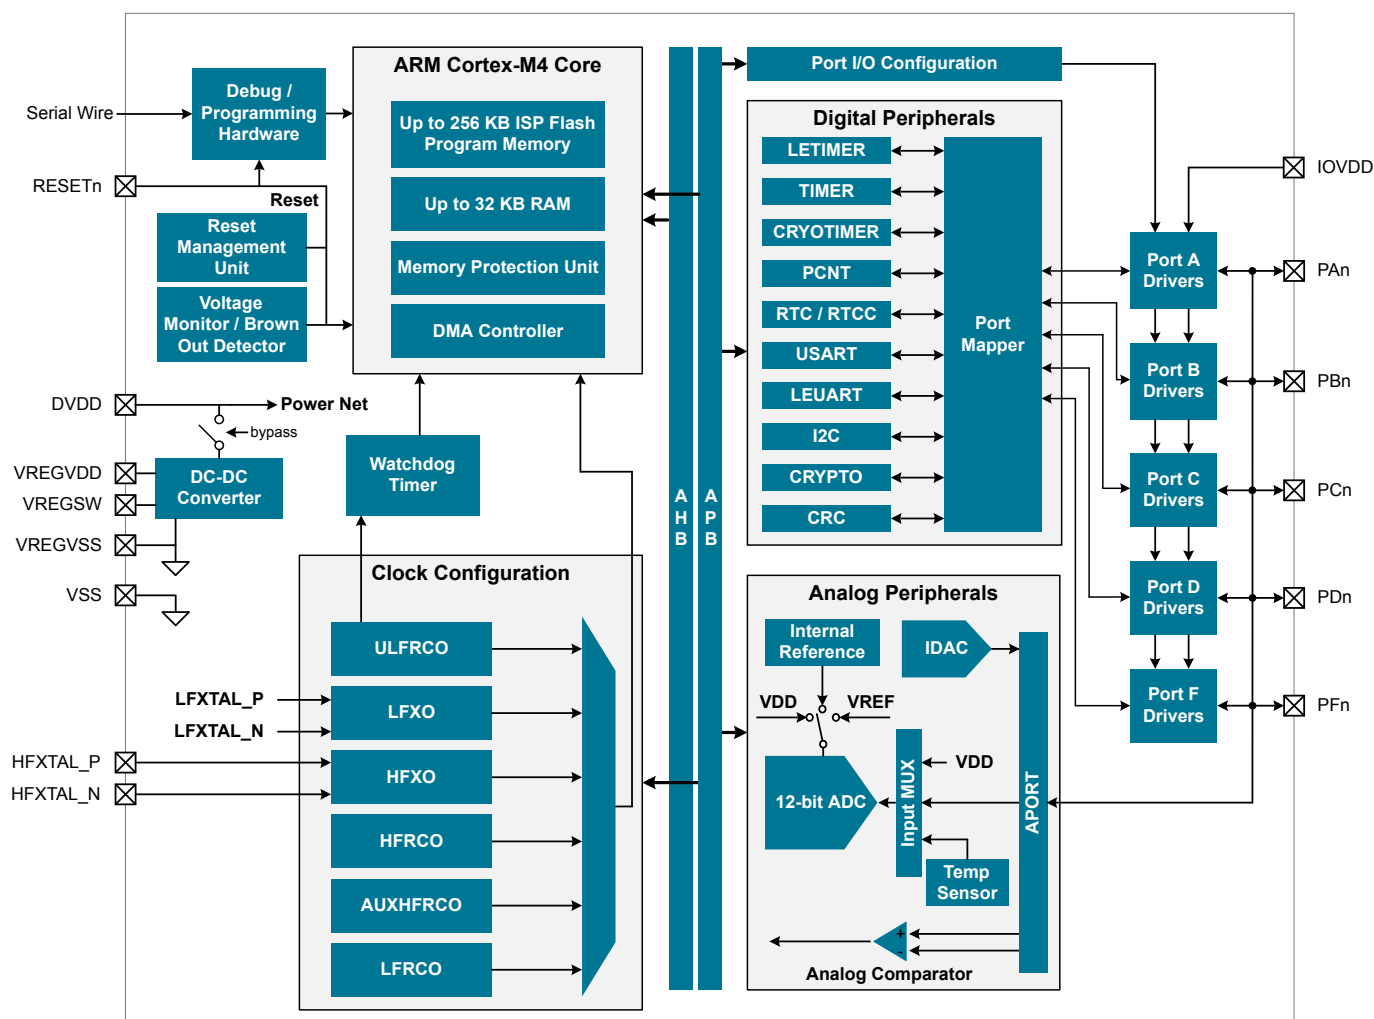 ARM Cortex-M4 Core
Up to 256 KB ISP Flash
Program Memory
Up to 32 KB RAM
Memory Protection Unit
DMA Controller
Serial Wire
Debug /
Programming
Hardware
RESETn
Reset
Reset
Management
Unit
Voltage
Monitor / Brown
Out Detector
DVDD
Power Net
bypass
VREGVDD
DC-DC
Converter
VREGSW
VREGVSS
VSS
Watchdog
Timer
Clock Configuration
ULFRCO
LFXTAL_P
LFXO
LFXTAL_N
HFXTAL_P
HFXO
HFXTAL_N
HFRCO
AUXHFRCO
LFRCO
A
H
B
A
P
B
Port I/O Configuration
Digital Peripherals
LETIMER
TIMER
CRYOTIMER
PCNT
RTC / RTCC
USART
LEUART
I2C
CRYPTO
CRC
Port
Mapper
Analog Peripherals
Internal
Reference
IDAC
VDD
VREF
12-bit ADC
Input MUX
VDD
Temp
Sensor
APORT
+
-
Analog Comparator
IOVDD
Port A
Drivers
PAn
Port B
Drivers
PBn
Port C
Drivers
PCn
Port D
Drivers
PDn
Port F
Drivers
PFn